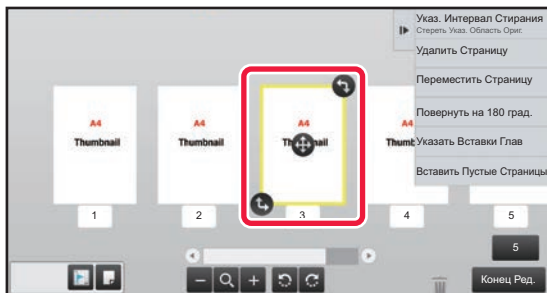 Указ. Интервал Стирания
Стереть Указ. Область Ориг.
Удалить Страницу
Переместить Страницу
Повернуть на 180 град.
Указать Вставки Глав
Вставить Пустые Страницы
A4
Thumbnail
A4
Thumbnail
A4
Th nail
A4
Thumb
1
2
3
4
5
5
Конец Ред.